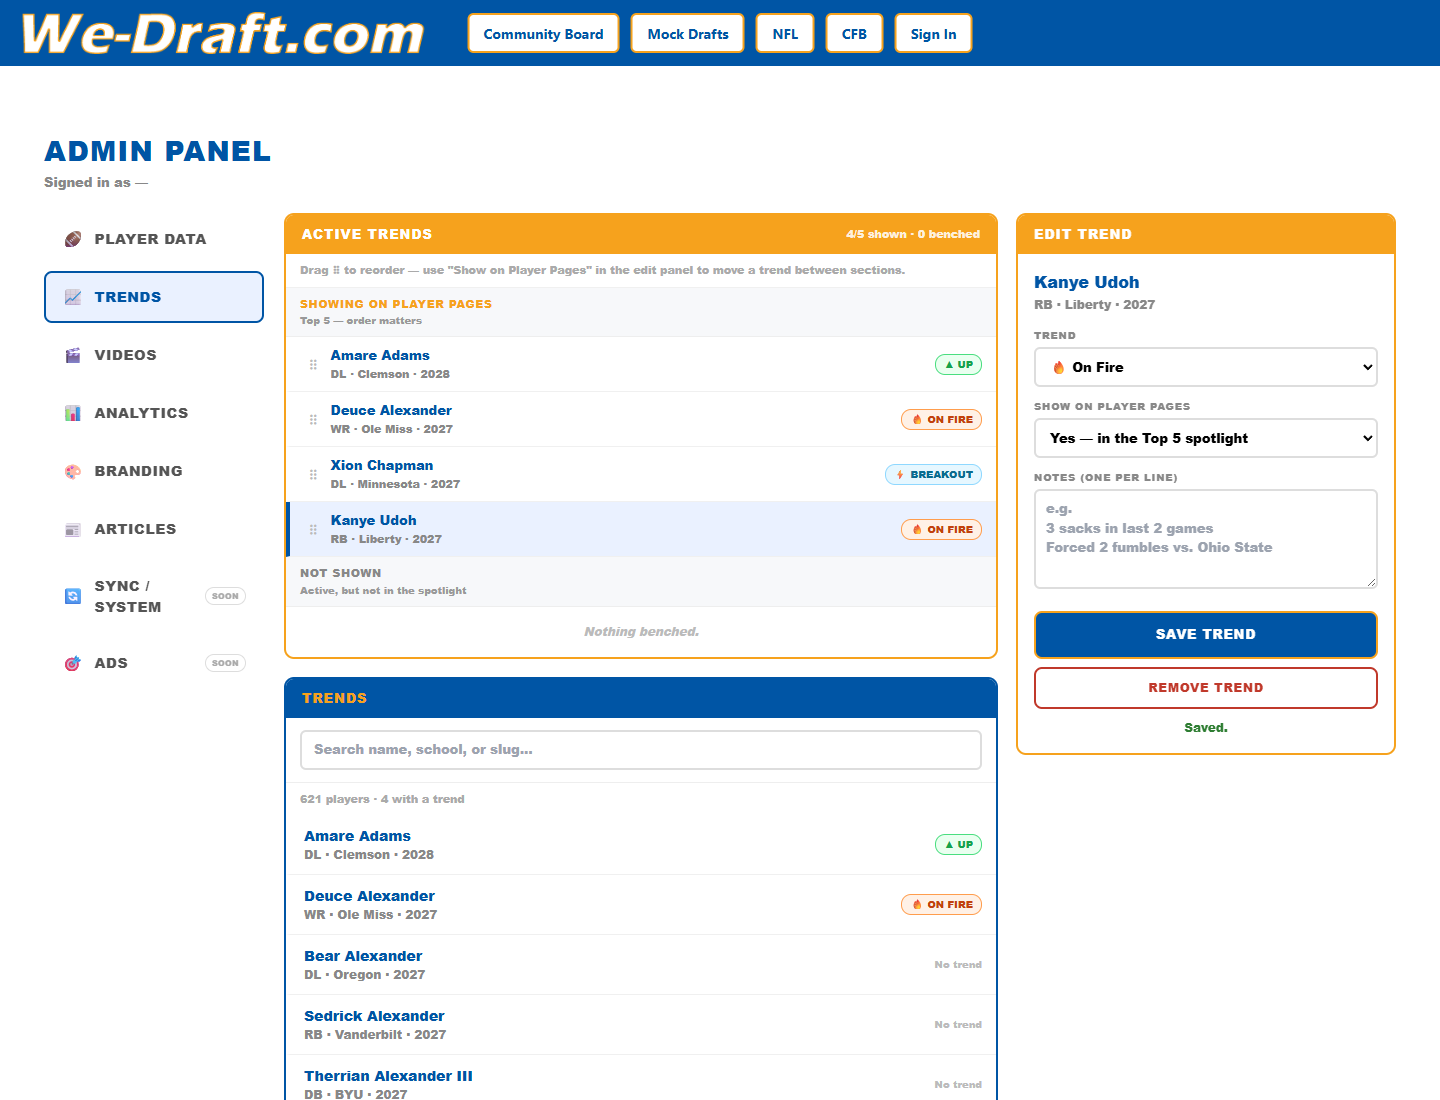 We-Draft.com
Community Board
Mock Drafts
NFL
CFB
Sign In
ADMIN PANEL
Signed in as —
PLAYER DATA
TRENDS
VIDEOS
ANALYTICS
BRANDING
ARTICLES
SYNC /
SYSTEM
SOON
ADS
SOON
ACTIVE TRENDS
4/5 shown · 0 benched
Drag ⠿ to reorder — use "Show on Player Pages" in the edit panel to move a trend between sections.
SHOWING ON PLAYER PAGES
Top 5 — order matters
Amare Adams
DL · Clemson · 2028
▲ UP
Deuce Alexander
WR · Ole Miss · 2027
🔥 ON FIRE
Xion Chapman
DL · Minnesota · 2027
⚡ BREAKOUT
Kanye Udoh
RB · Liberty · 2027
🔥 ON FIRE
NOT SHOWN
Active, but not in the spotlight
Nothing benched.
TRENDS
Search name, school, or slug...
621 players · 4 with a trend
Amare Adams
DL · Clemson · 2028
▲ UP
Deuce Alexander
WR · Ole Miss · 2027
🔥 ON FIRE
Bear Alexander
DL · Oregon · 2027
No trend
Sedrick Alexander
RB · Vanderbilt · 2027
No trend
Therrian Alexander III
DB · BYU · 2027
No trend
EDIT TREND
Kanye Udoh
RB · Liberty · 2027
TREND
🔥 On Fire
SHOW ON PLAYER PAGES
Yes — in the Top 5 spotlight
NOTES (ONE PER LINE)
e.g.
3 sacks in last 2 games
Forced 2 fumbles vs. Ohio State
SAVE TREND
REMOVE TREND
Saved.